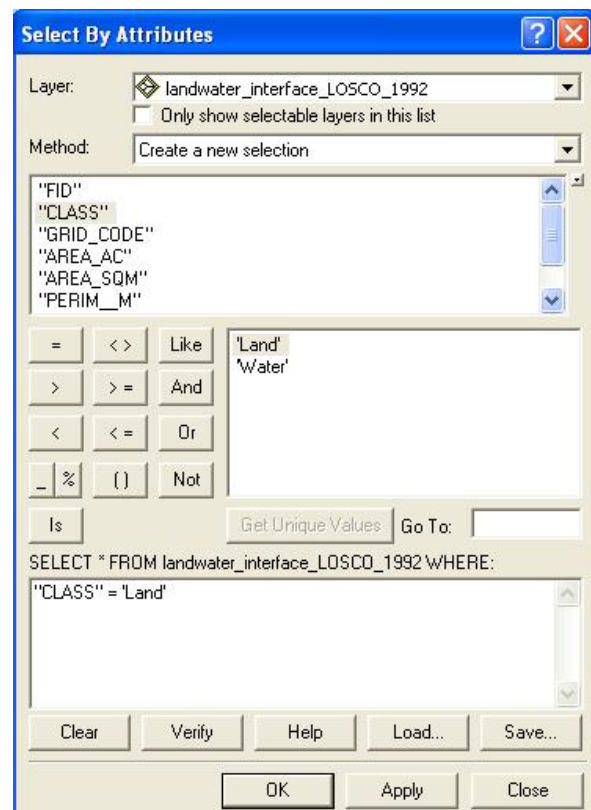 Select By Attributes
Layer: landwater_interface_LOSCO_1992
Only show selectable layers in this list
Method: Create a new selection
"FID"
"CLASS"
"GRID_CODE"
"AREA_AC"
"AREA_SQM"
"PERIM__M"
= < > Like
> > = And
< < = Or
_ % ( ) Not
Is
'Land'
'Water'
Get Unique Values Go To:
SELECT * FROM landwater_interface_LOSCO_1992 WHERE:
"CLASS" = 'Land'
Clear Verify Help Load... Save...
OK Apply Close